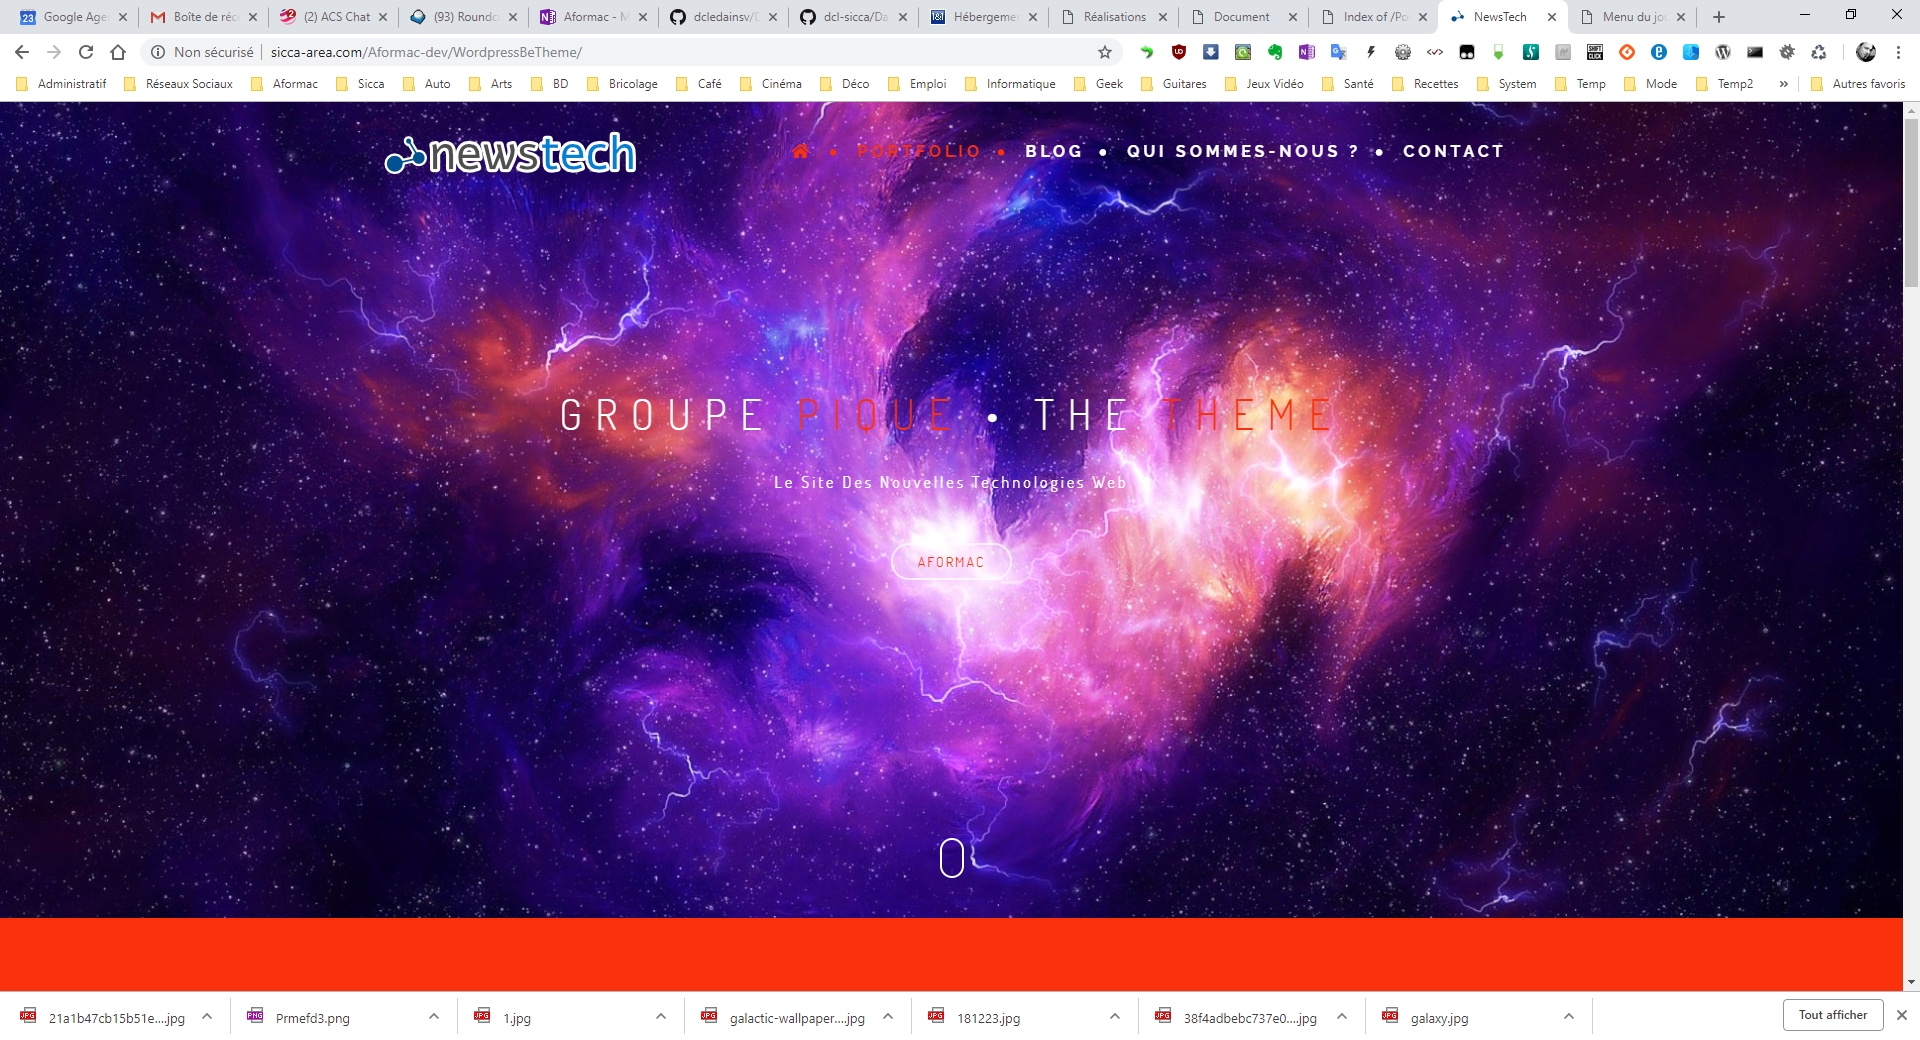 Google Age
Boîte de réc
(2) ACS Chat
(93) Roundc
Aformac - M
dcledainsv/D
dcl-sicca/Da
Hébergeme
Réalisations
Document
Index of /Po
NewsTech
Menu du jou
Non sécurisé | sicca-area.com/Aformac-dev/WordpressBeTheme/
Administratif Réseaux Sociaux Aformac Sicca Auto Arts BD Bricolage Café Cinéma Déco Emploi Informatique Geek Guitares Jeux Vidéo Santé Recettes System Temp Mode Temp2 » Autres favoris
newstech
• PORTFOLIO • BLOG • QUI SOMMES-NOUS ? • CONTACT
GROUPE PIQUE • THE THEME
Le Site Des Nouvelles Technologies Web
AFORMAC
21a1b47cb15b51e....jpg
Prmefd3.png
1.jpg
galactic-wallpaper....jpg
181223.jpg
38f4adbebc737e0....jpg
galaxy.jpg
Tout afficher